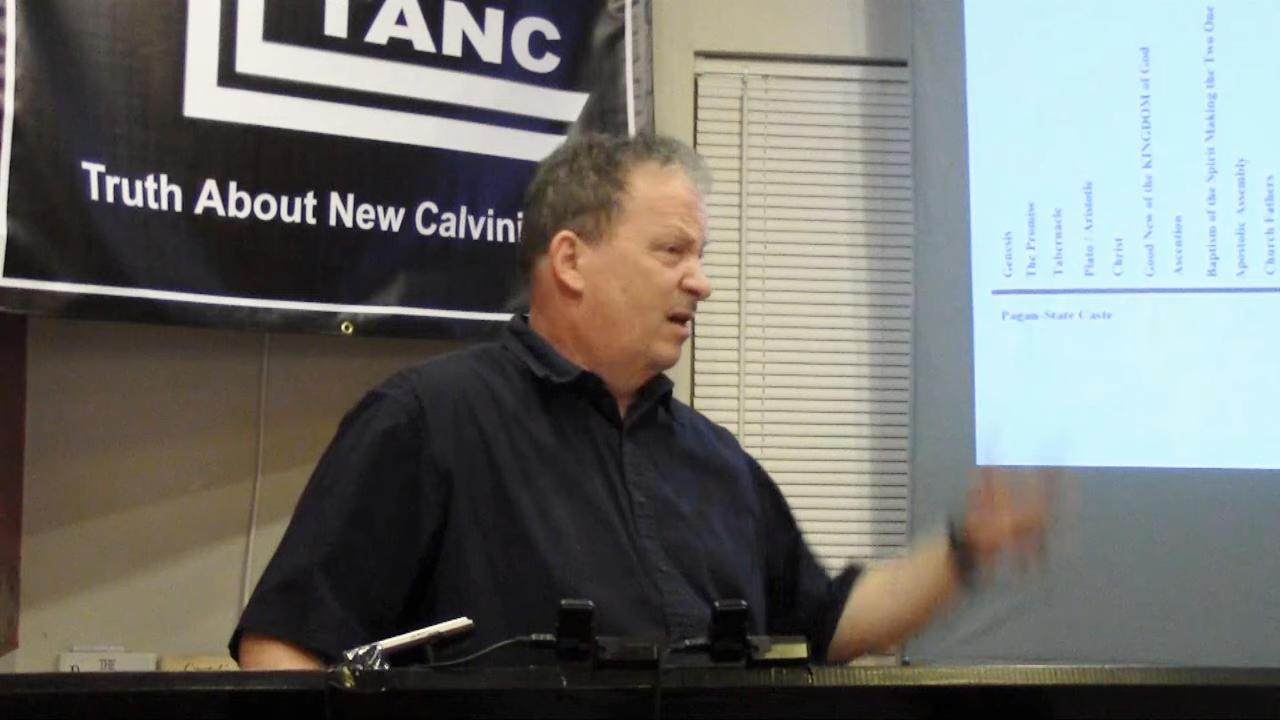 TANC
Truth About New Calvini
Genesis
The Promise
Tabernacle
Plato / Aristotle
Christ
Good New of the KINGDOM of God
Ascension
Baptism of the Spirit Making the Two One
Apostolic Assembly
Church Fathers
Pagan-State Caste
THE